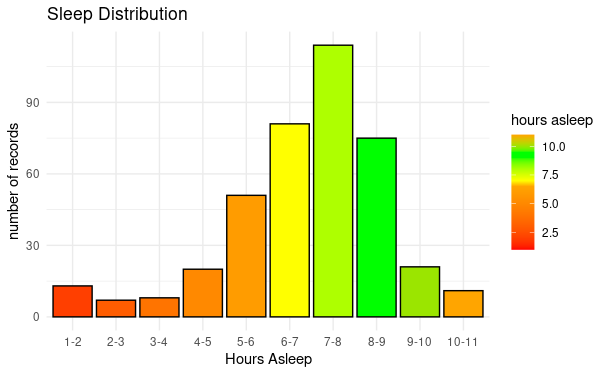 Sleep Distribution
number of records
90
60
30
0
1-2 2-3 3-4 4-5 5-6 6-7 7-8 8-9 9-10 10-11
Hours Asleep
hours asleep
10.0
7.5
5.0
2.5